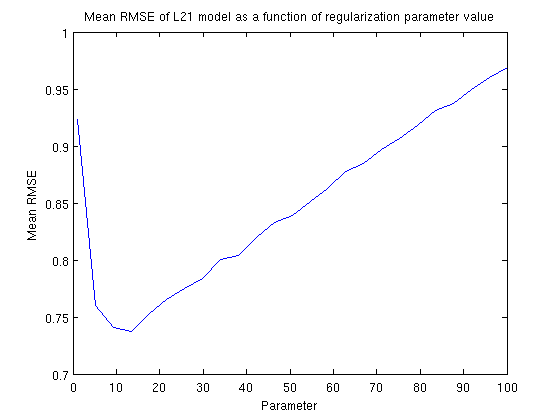 Mean RMSE of L21 model as a function of regularization parameter value
1
0.95
0.9
0.85
0.8
0.75
0.7
Mean RMSE
0 10 20 30 40 50 60 70 80 90 100
Parameter